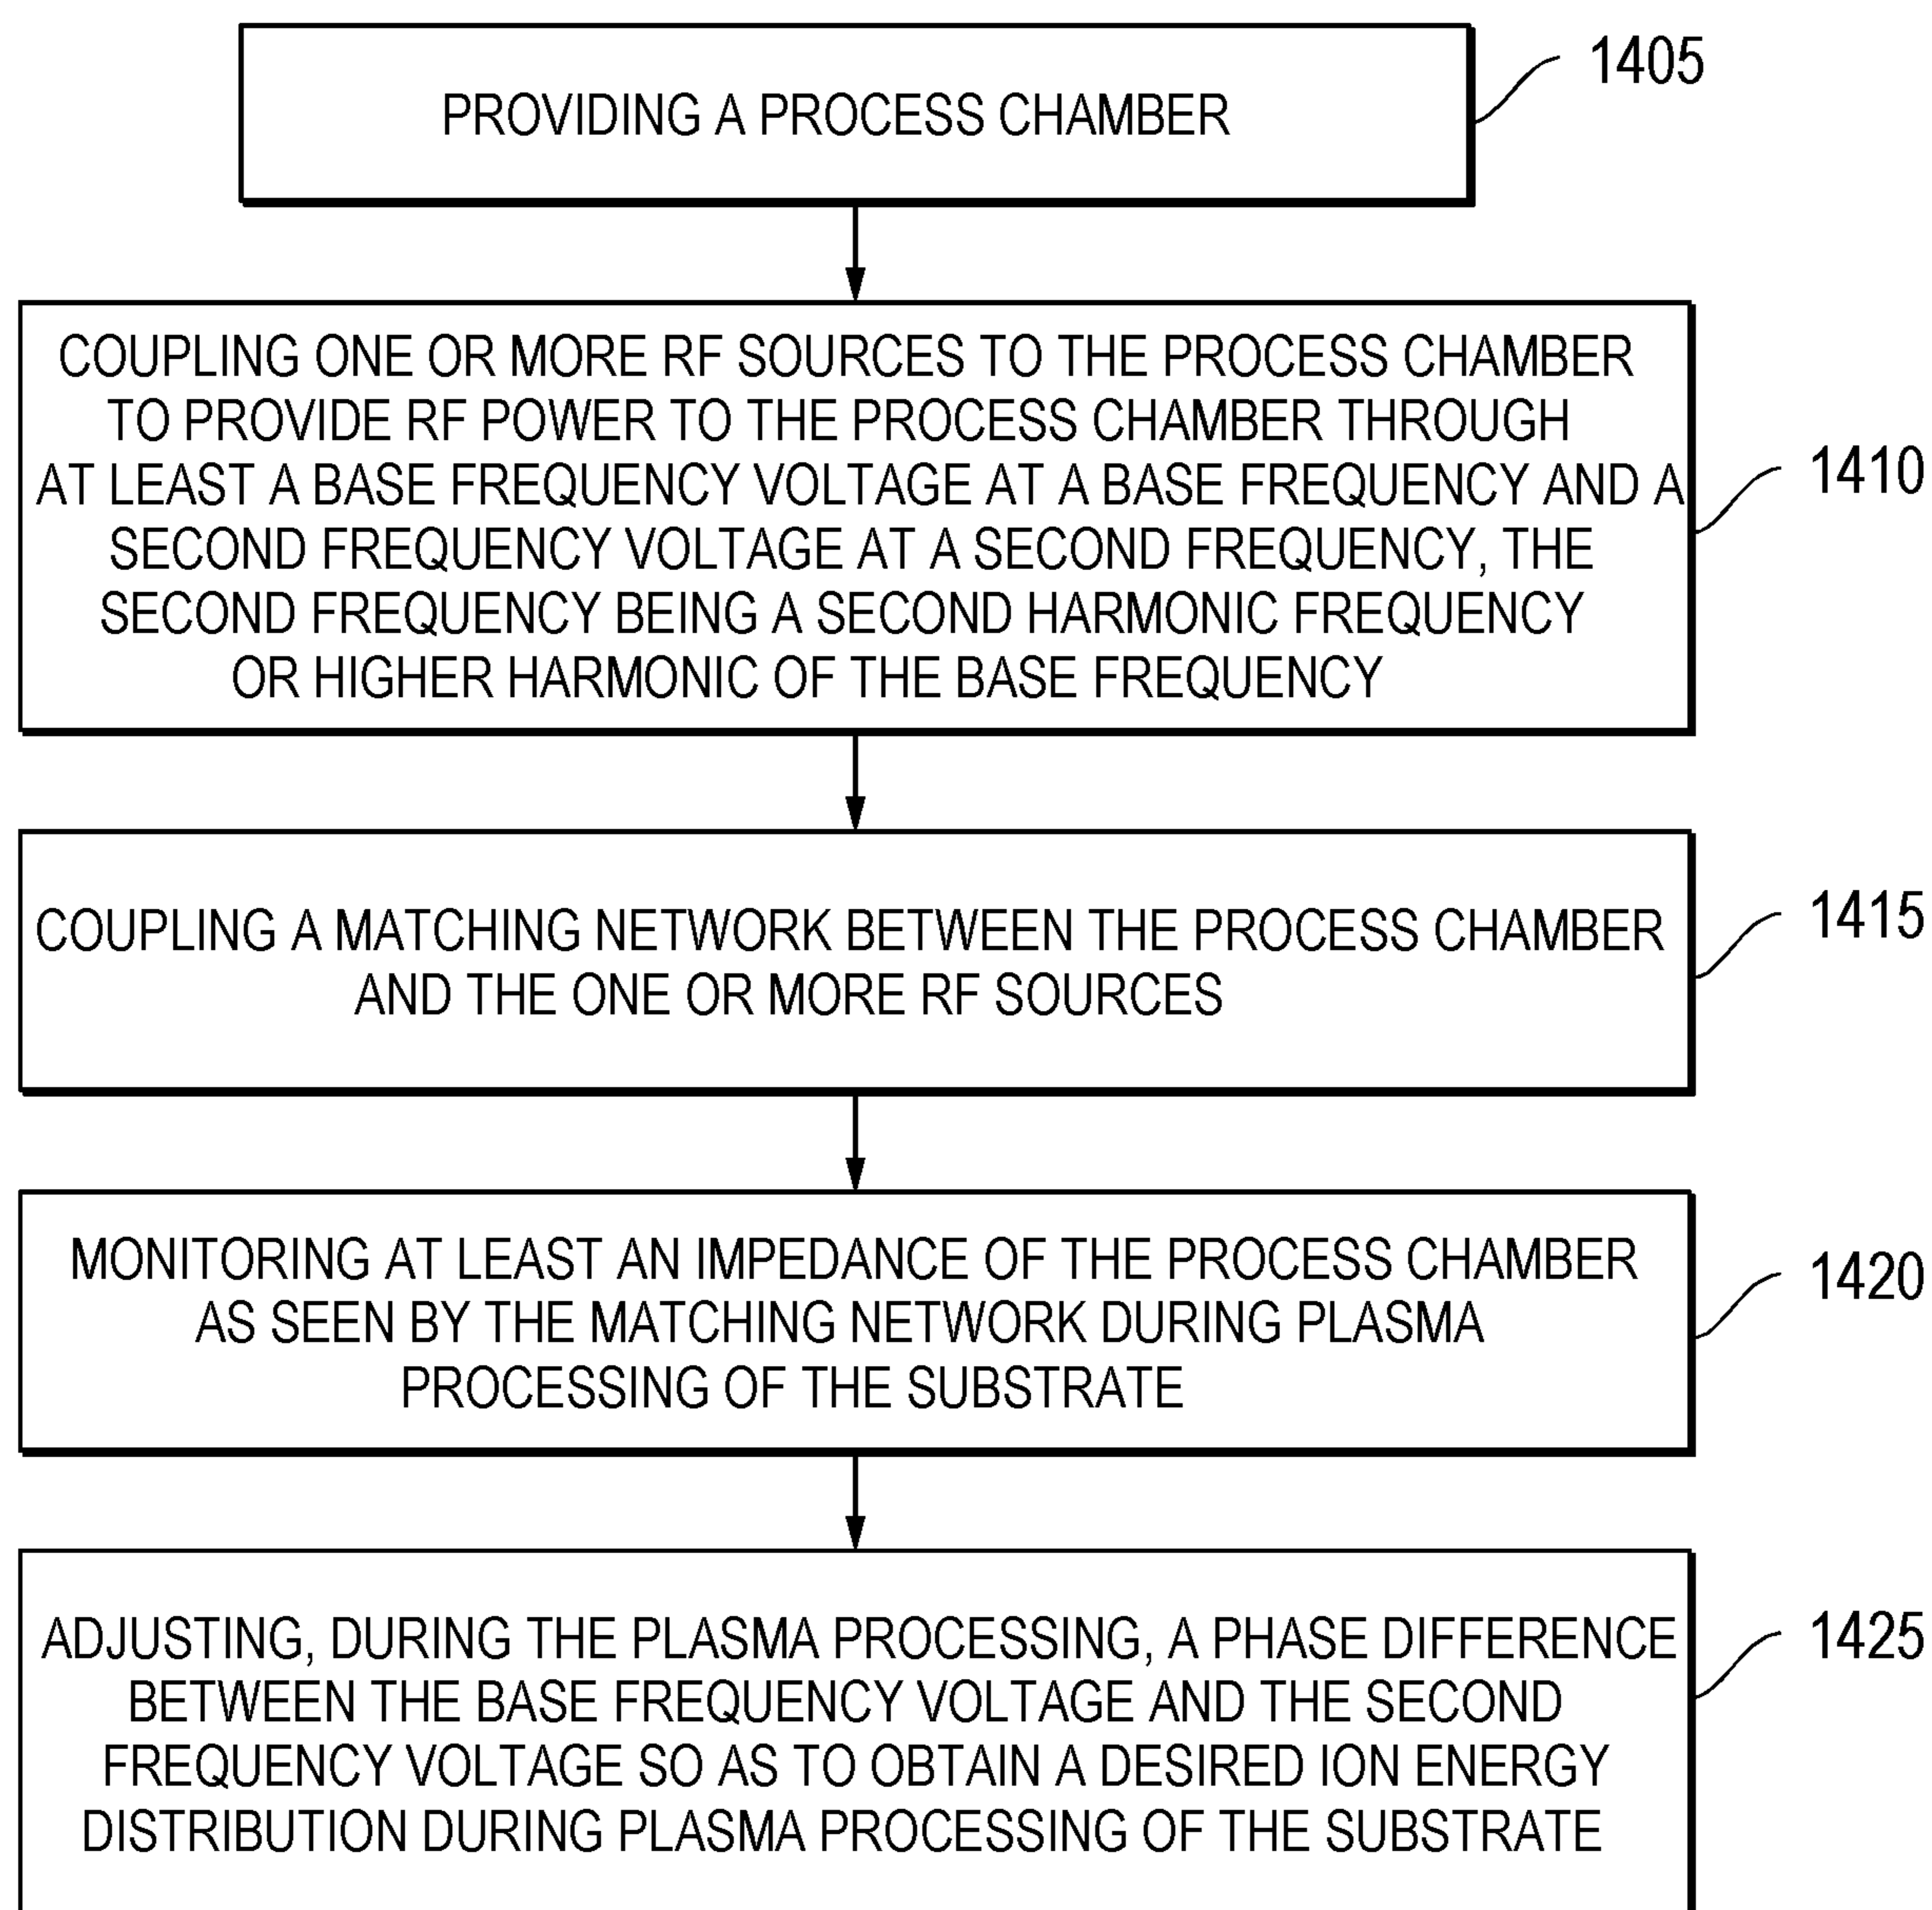 PROVIDING A PROCESS CHAMBER
1405
COUPLING ONE OR MORE RF SOURCES TO THE PROCESS CHAMBER
TO PROVIDE RF POWER TO THE PROCESS CHAMBER THROUGH
AT LEAST A BASE FREQUENCY VOLTAGE AT A BASE FREQUENCY AND A
SECOND FREQUENCY VOLTAGE AT A SECOND FREQUENCY, THE
SECOND FREQUENCY BEING A SECOND HARMONIC FREQUENCY
OR HIGHER HARMONIC OF THE BASE FREQUENCY
1410
COUPLING A MATCHING NETWORK BETWEEN THE PROCESS CHAMBER
AND THE ONE OR MORE RF SOURCES
1415
MONITORING AT LEAST AN IMPEDANCE OF THE PROCESS CHAMBER
AS SEEN BY THE MATCHING NETWORK DURING PLASMA
PROCESSING OF THE SUBSTRATE
1420
ADJUSTING, DURING THE PLASMA PROCESSING, A PHASE DIFFERENCE
BETWEEN THE BASE FREQUENCY VOLTAGE AND THE SECOND
FREQUENCY VOLTAGE SO AS TO OBTAIN A DESIRED ION ENERGY
DISTRIBUTION DURING PLASMA PROCESSING OF THE SUBSTRATE
1425